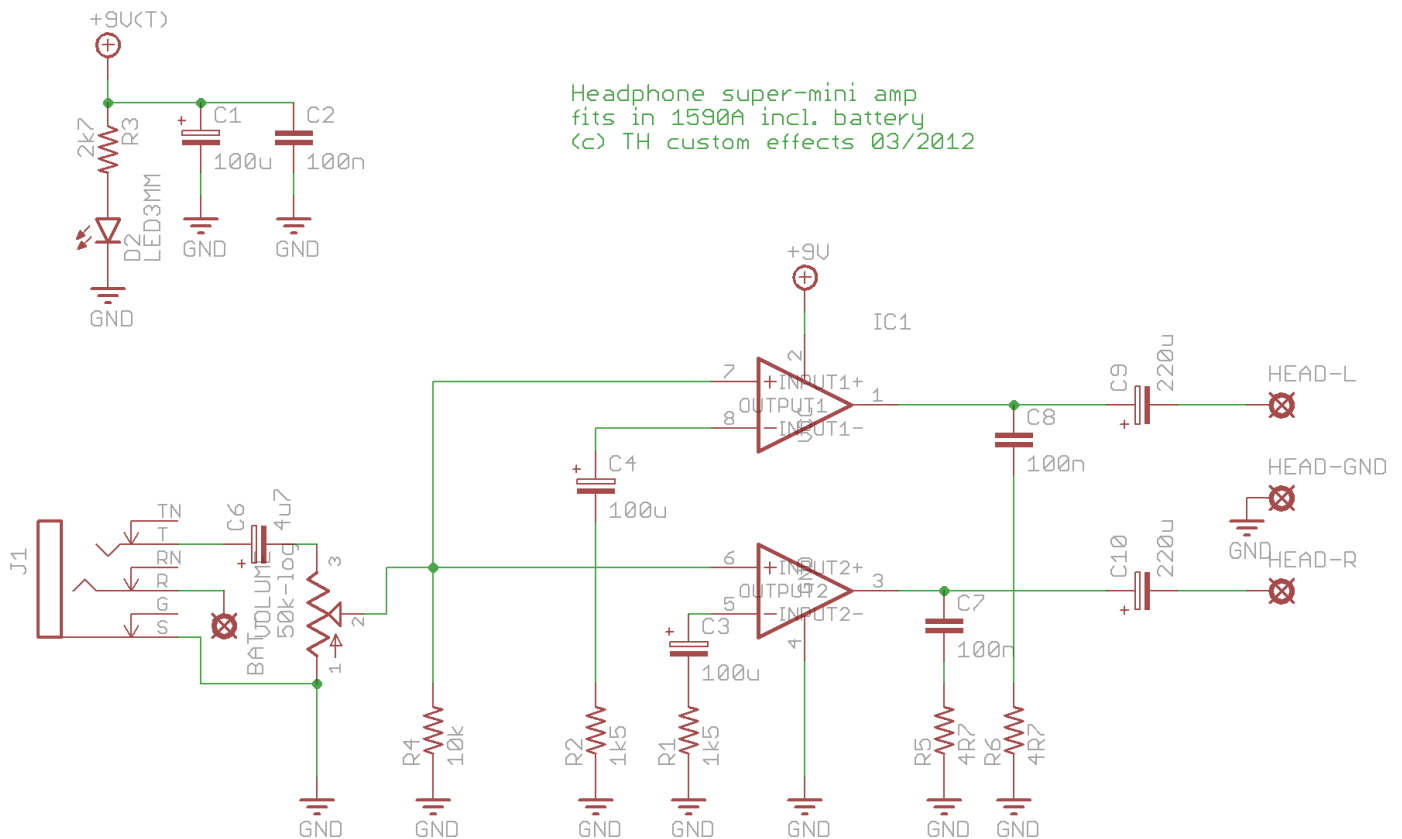 +9V(T)
Headphone super-mini amp
fits in 1590A incl. battery
(c) TH custom effects 03/2012
2k7
R3
C1
100u
C2
100n
D2
LED3MM
GND
GND
GND
+9V
IC1
2
7
+INPUT1+
OUTPUT1
1
8
-INPUT1-
VCC
C9
220u
HEAD-L
C8
100n
C4
100u
HEAD-GND
GND
J1
TN
T
RN
R
G
S
C6
4u7
BAT
VOLUME
50k-log
3
2
1
6
+INPUT2+
OUTPUT2
3
5
-INPUT2-
GND
4
C3
100u
C10
220u
HEAD-R
C7
100n
R4
10k
R2
1k5
R1
1k5
R5
4R7
R6
4R7
GND
GND
GND
GND
GND
GND
GND